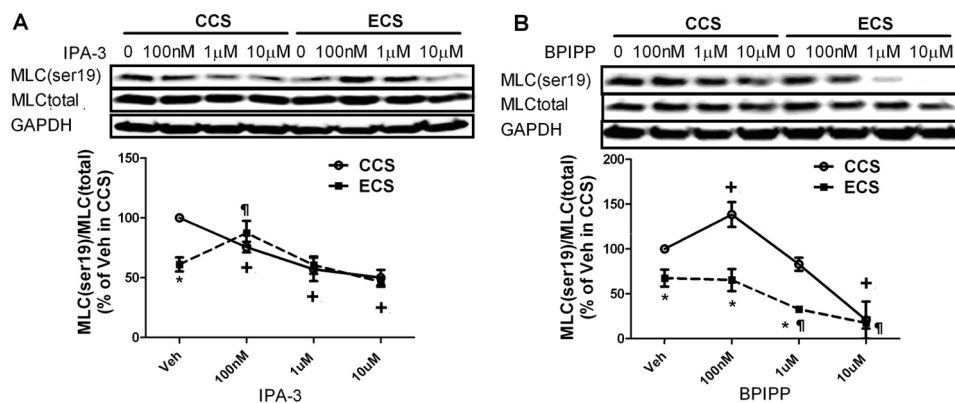 A
CCS ECS
IPA-3 0 100nM 1μM 10μM 0 100nM 1μM 10μM
MLC(ser19)
MLCtotal
GAPDH
MLC(ser19)/MLC(total)
(% of Veh in CCS)
150
100
50
0
CCS
ECS
¶
*
+
+
+
Veh 100nM 1uM 10uM
IPA-3
B
CCS ECS
BPIPP 0 100nM 1μM 10μM 0 100nM 1μM 10μM
MLC(ser19)
MLCtotal
GAPDH
MLC(ser19)/MLC(total)
(% of Veh in CCS)
200
150
100
50
0
CCS
ECS
+
+
*
*
* ¶
¶
Veh 100nM 1uM 10uM
BPIPP